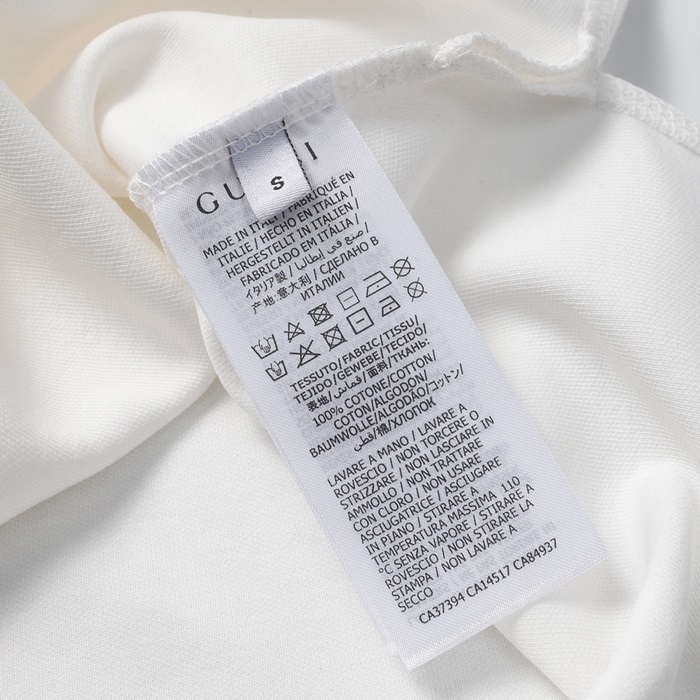 GU I
S
MADE IN ITALY / FABRIQUÉ EN
ITALIE / HECHO EN ITALIA /
HERGESTELLT IN ITALIEN /
FABRICADO EM ITÁLIA /
صنع في إيطاليا /
イタリア製 / СДЕЛАНО В
产地:意大利 / ИТАЛИИ
TESSUTO/FABRIC/TISSU/
TEJIDO/GEWEBE/TECIDO/
表地/قماش/面料/ТКАНЬ:
100% COTONE/COTTON/
COTON/ALGODON/
BAUMWOLLE/ALGODÃO/コットン/
قطن/棉/ХЛОПОК
LAVARE A MANO / LAVARE A
ROVESCIO / NON TORCERE O
STRIZZARE / NON LASCIARE IN
AMMOLLO / NON TRATTARE
CON CLORO / NON USARE
ASCIUGATRICE / ASCIUGARE
IN PIANO / STIRARE A
TEMPERATURA MASSIMA 110
°C SENZA VAPORE / STIRARE A
ROVESCIO / NON STIRARE LA
STAMPA / NON LAVARE A
SECCO
CA37394 CA14517 CA84937